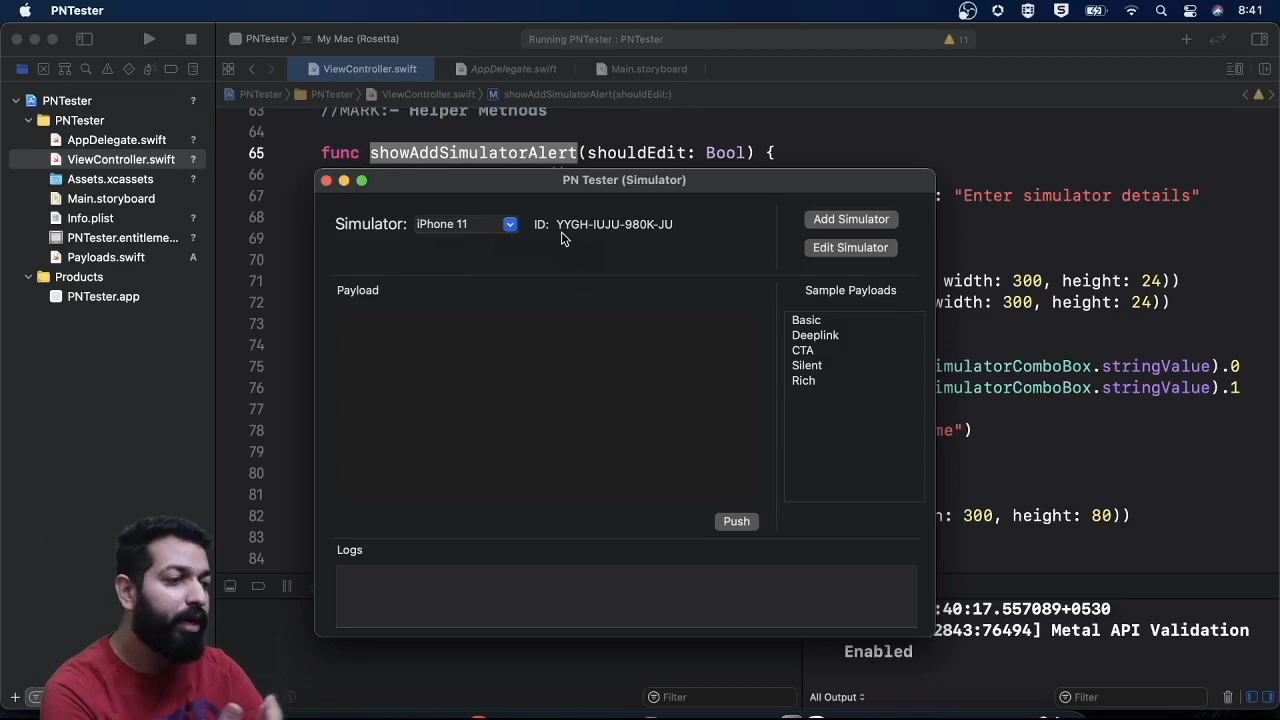 PNTester
8:41
PNTester
My Mac (Rosetta)
Running PNTester : PNTester
11
ViewController.swift
AppDelegate.swift
Main.storyboard
PNTester
PNTester
ViewController.swift
M
showAddSimulatorAlert(shouldEdit:)
PNTester
?
PNTester
AppDelegate.swift
?
ViewController.swift
?
Assets.xcassets
?
Main.storyboard
?
Info.plist
?
PNTester.entitleme...
?
Payloads.swift
A
Products
PNTester.app
63
//MARK:- Helper Methods
64
65
func showAddSimulatorAlert(shouldEdit: Bool) {
66
67
"Enter simulator details"
68
69
70
71
width: 300, height: 24))
72
width: 300, height: 24))
73
74
75
imulatorComboBox.stringValue).0
76
imulatorComboBox.stringValue).1
77
78
me")
79
80
81
82
h: 300, height: 80))
83
84
PN Tester (Simulator)
Simulator:
iPhone 11
ID:
YYGH-IUJU-980K-JU
Add Simulator
Edit Simulator
Payload
Sample Payloads
Basic
Deeplink
CTA
Silent
Rich
Push
Logs
:40:17.557089+0530
2843:76494] Metal API Validation
Enabled
Filter
All Output
Filter